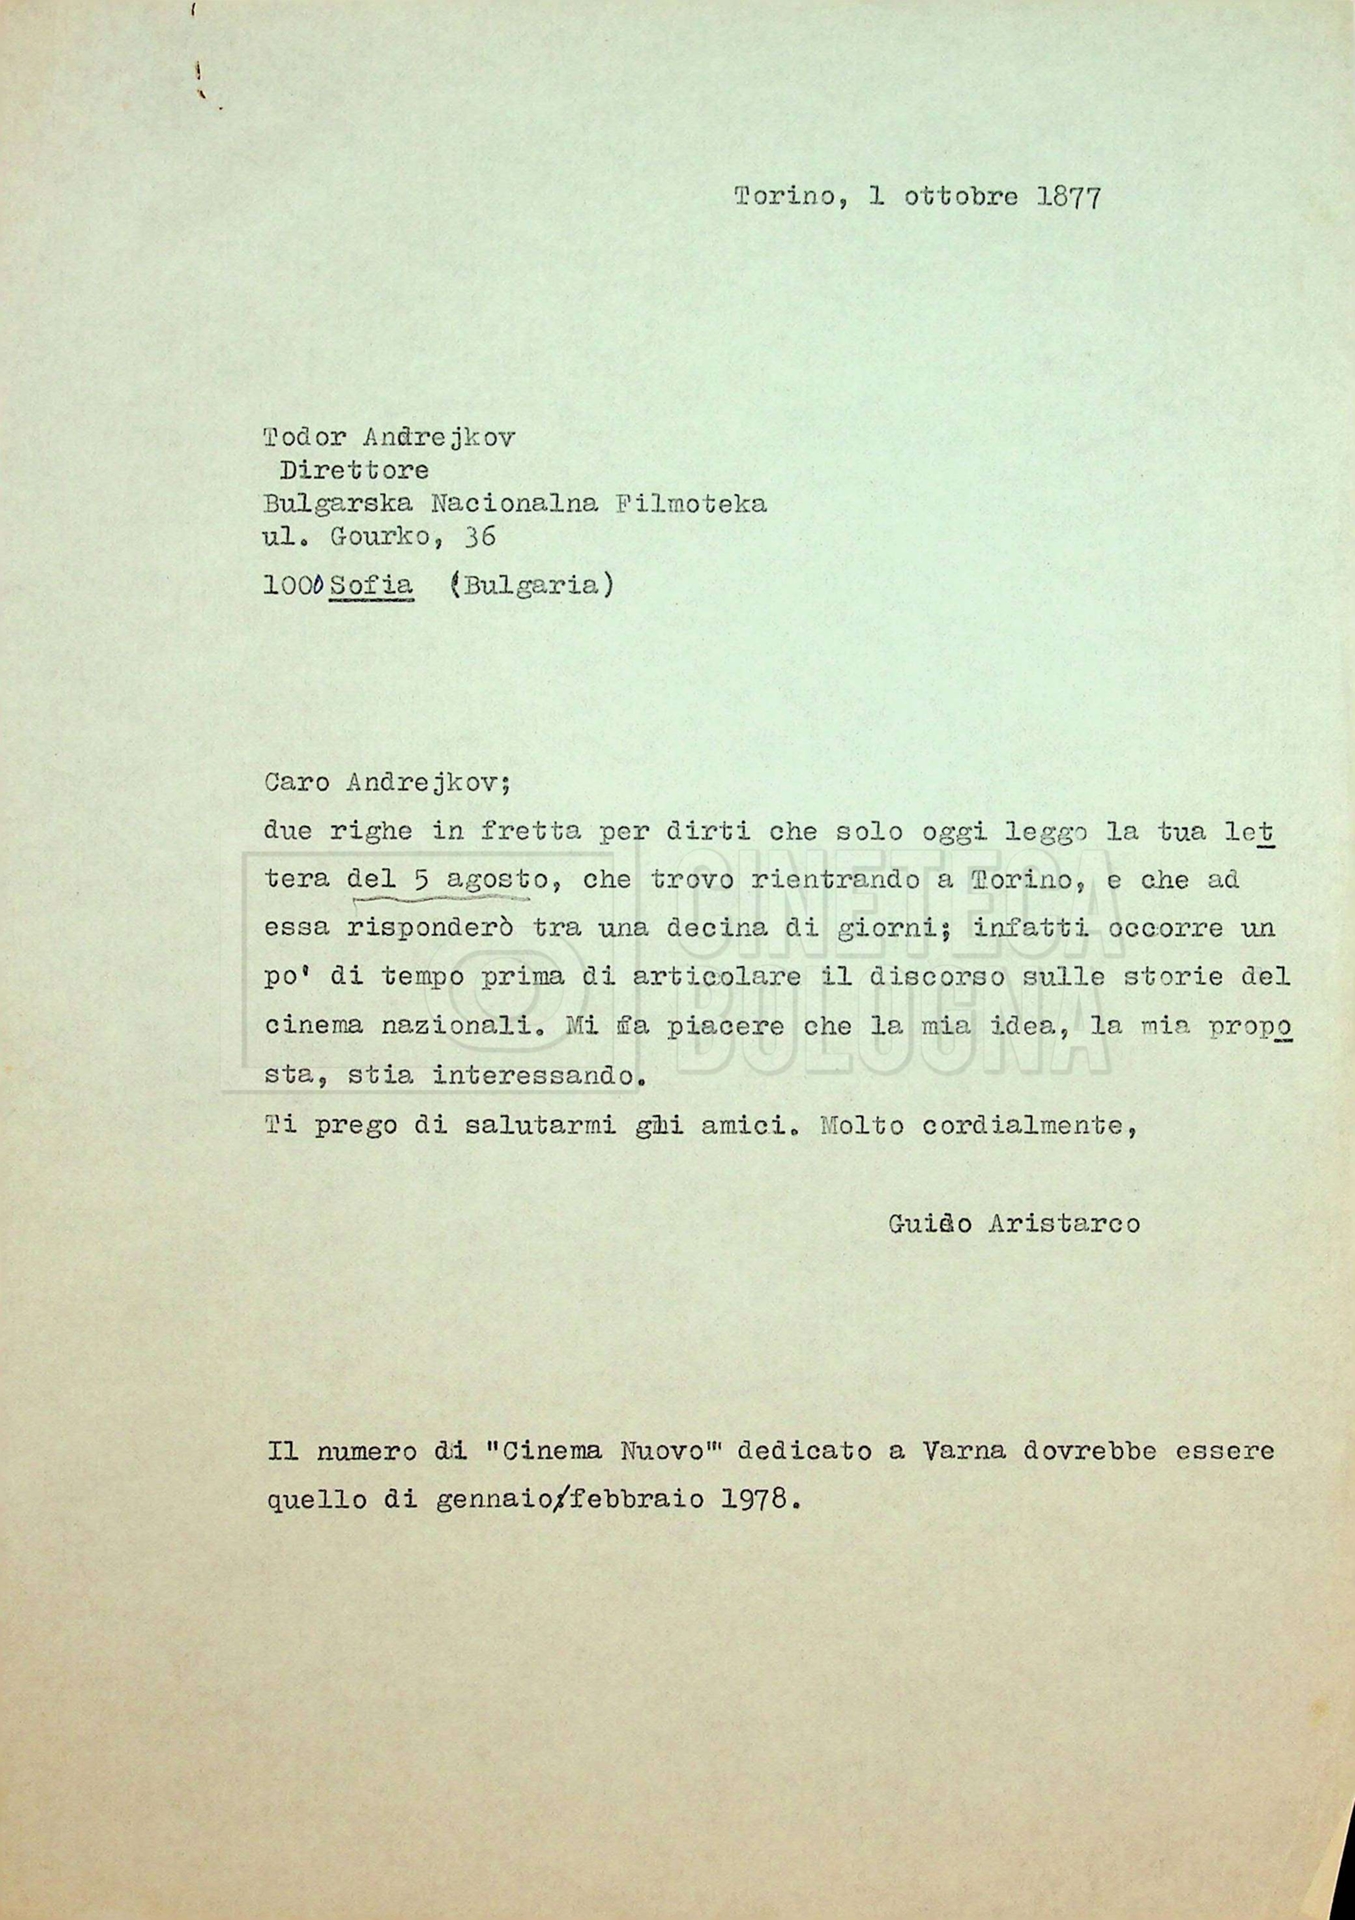 Torino, 1 ottobre 1877
Todor Andrejkov
Direttore
Bulgarska Nacionalna Filmoteka
ul. Gourko, 36
1000 Sofia (Bulgaria)
Caro Andrejkov;
due righe in fretta per dirti che solo oggi leggo la tua let
tera del 5 agosto, che trovo rientrando a Torino, e che ad
essa risponderò tra una decina di giorni; infatti occorre un
po' di tempo prima di articolare il discorso sulle storie del
cinema nazionali. Mi fa piacere che la mia idea, la mia propo
sta, stia interessando.
Ti prego di salutarmi gli amici. Molto cordialmente,
Guido Aristarco
Il numero di "Cinema Nuovo"' dedicato a Varna dovrebbe essere
quello di gennaio/febbraio 1978.
CINETECA
BOLOGNA